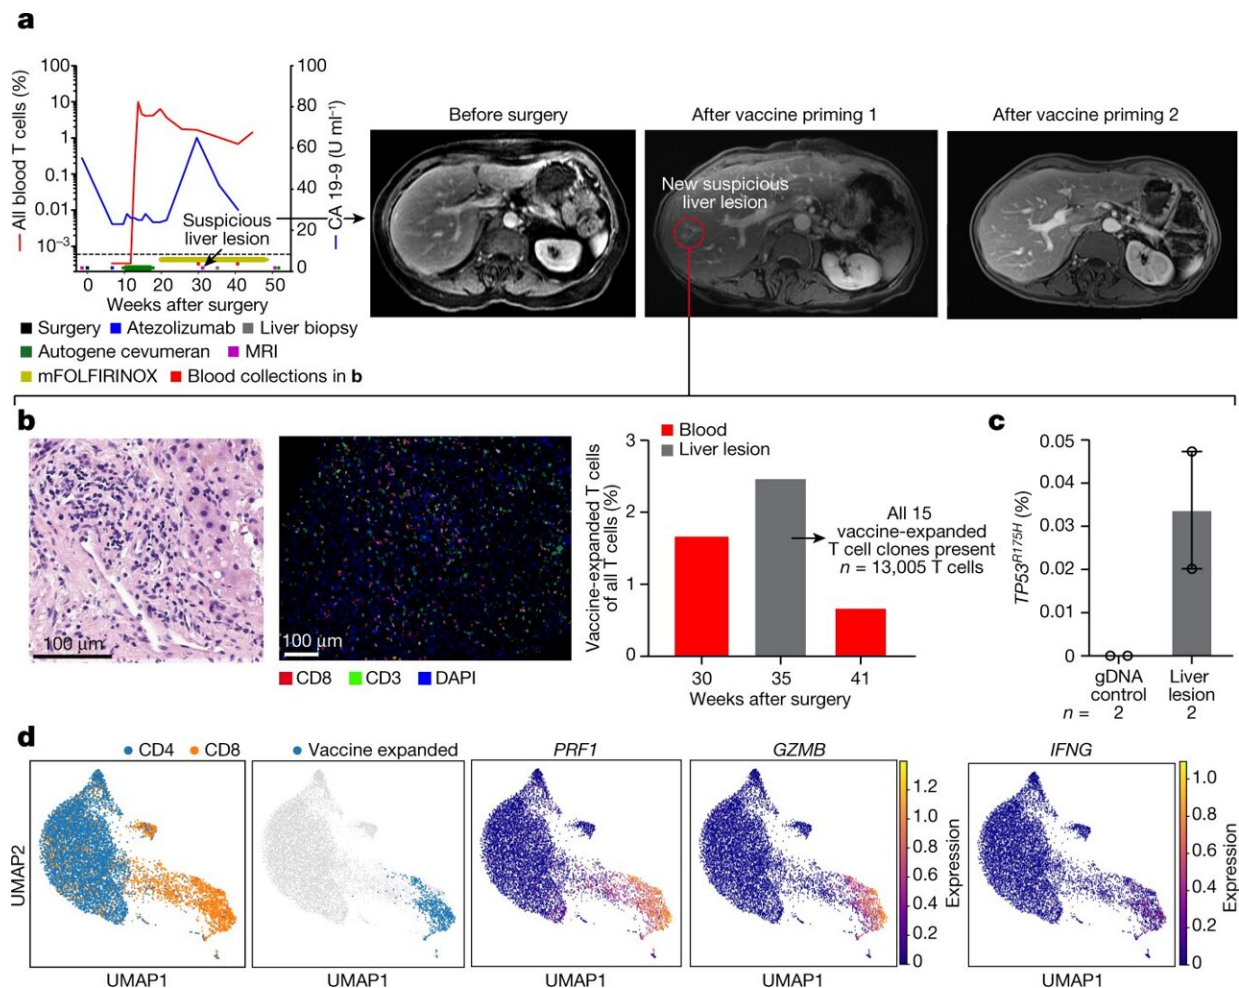 a
All blood T cells (%)
100
10
1
0.1
0.01
10⁻³
100
80
60
40
20
0
CA 19-9 (U ml⁻¹)
Suspicious
liver lesion
0 10 20 30 40 50
Weeks after surgery
Surgery Atezolizumab Liver biopsy
Autogene cevumeran MRI
mFOLFIRINOX Blood collections in b
Before surgery
After vaccine priming 1
New suspicious
liver lesion
After vaccine priming 2
b
100 µm
100 µm
CD8 CD3 DAPI
Vaccine-expanded T cells
of all T cells (%)
3
2
1
0
Blood
Liver lesion
All 15
vaccine-expanded
T cell clones present
n = 13,005 T cells
30 35 41
Weeks after surgery
c
TP53ᴿ¹⁷⁵ᴴ (%)
0.05
0.04
0.03
0.02
0.01
0
gDNA
control
Liver
lesion
n = 2 2
d
CD4 CD8
Vaccine expanded
PRF1
GZMB
IFNG
UMAP2
UMAP1
UMAP1
UMAP1
UMAP1
UMAP1
1.2
1.0
0.8
0.6
0.4
0.2
0
Expression
1.0
0.8
0.6
0.4
0.2
0
Expression